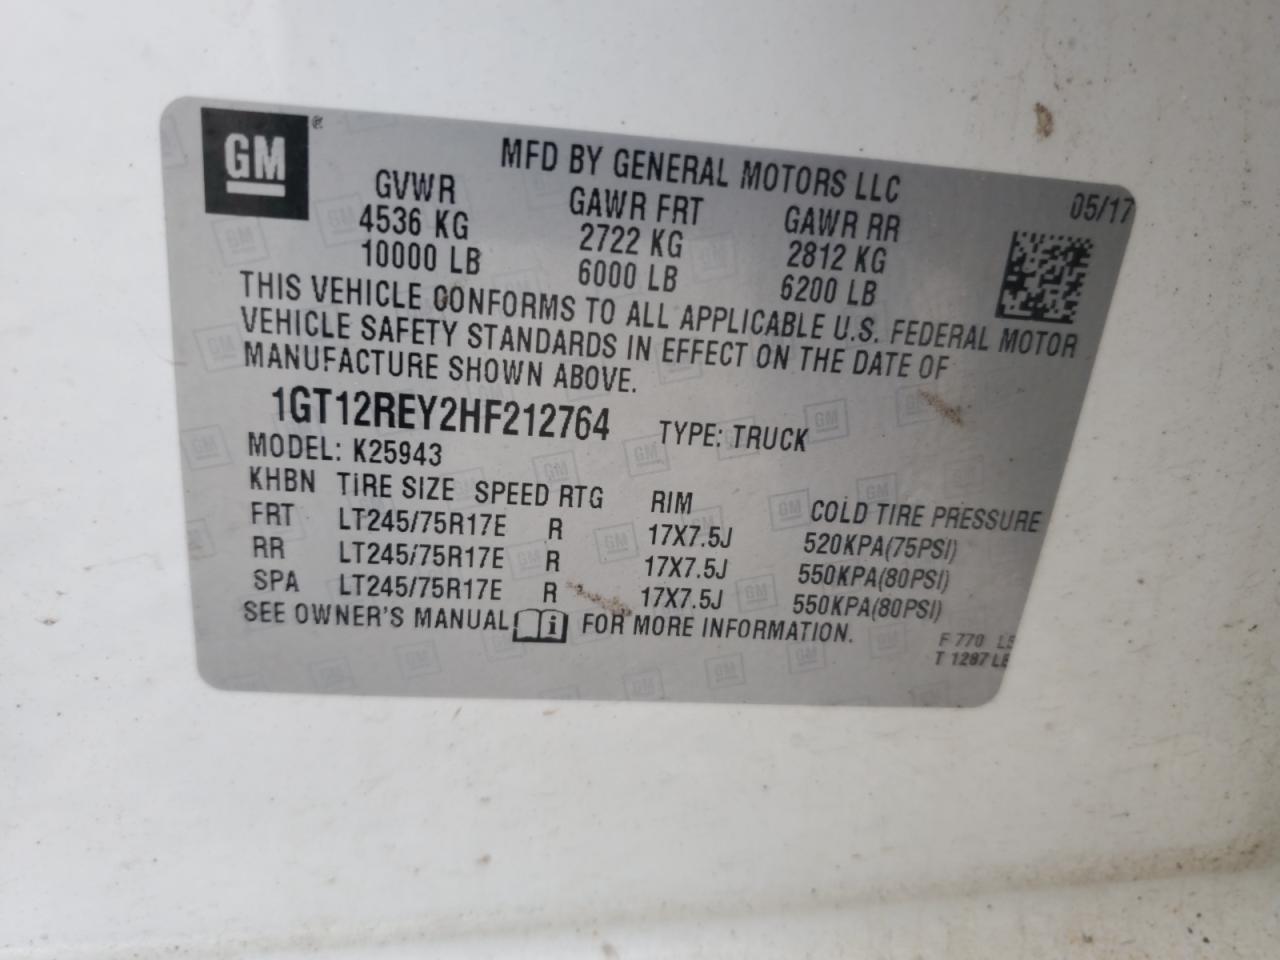 GM ®
MFD BY GENERAL MOTORS LLC
05/17
GVWR GAWR FRT GAWR RR
4536 KG 2722 KG 2812 KG
10000 LB 6000 LB 6200 LB
THIS VEHICLE CONFORMS TO ALL APPLICABLE U.S. FEDERAL MOTOR
VEHICLE SAFETY STANDARDS IN EFFECT ON THE DATE OF
MANUFACTURE SHOWN ABOVE.
1GT12REY2HF212764 TYPE: TRUCK
MODEL: K25943
KHBN TIRE SIZE SPEED RTG RIM COLD TIRE PRESSURE
FRT LT245/75R17E R 17X7.5J 520KPA(75PSI)
RR LT245/75R17E R 17X7.5J 550KPA(80PSI)
SPA LT245/75R17E R 17X7.5J 550KPA(80PSI)
SEE OWNER'S MANUAL i FOR MORE INFORMATION.
F 770 LB
T 1287 LB